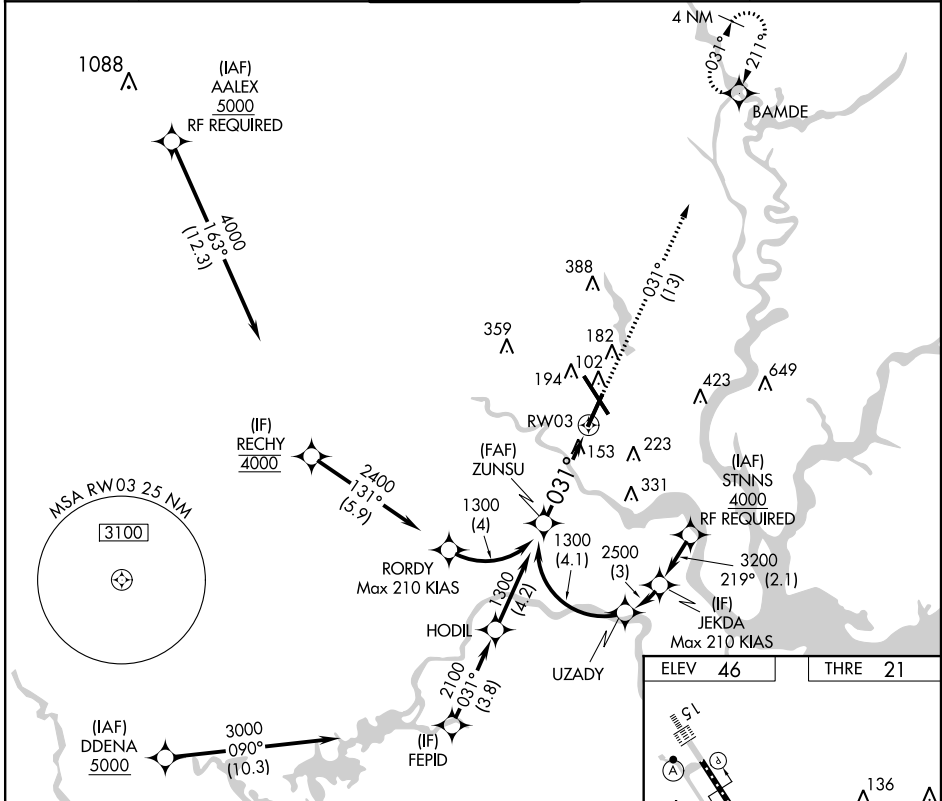 4 NM
031°
211°
BAMDE
1088
(IAF)
AALEX
5000
RF REQUIRED
4000
163°
(12.3)
031°
(13)
388
359
182
194
102
423
649
RW03
153
223
331
(IF)
RECHY
4000
2400
131°
(5.9)
(FAF)
ZUNSU
031°
(IAF)
STNNS
4000
RF REQUIRED
MSA RW03 25 NM
3100
1300
(4)
RORDY
Max 210 KIAS
1300
(4.1)
2500
(3)
3200
219° (2.1)
(IF)
JEKDA
Max 210 KIAS
1300
(4.2)
HODIL
UZADY
2100
031°
(3.8)
(IF)
FEPID
(IAF)
DDENA
5000
3000
090°
(10.3)
ELEV 46
THRE 21
15
A
P
136